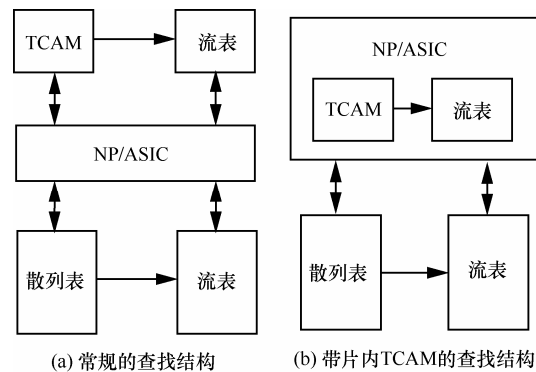 TCAM
流表
NP/ASIC
散列表
流表
(a) 常规的查找结构
NP/ASIC
TCAM
流表
散列表
流表
(b) 带片内TCAM的查找结构